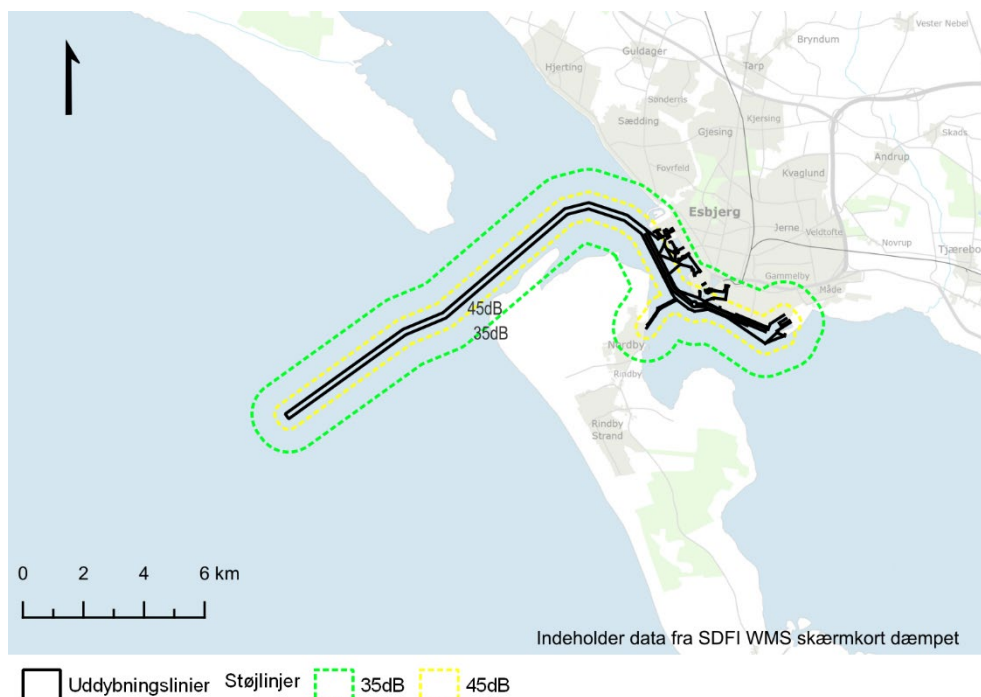 Vester Nebel
Bryndum
Guldager
Tarp
Hjerting
Sønderris
Kjersing
Sædding
Gjesing
Skads
Andrup
Fovrfeld
Kvaglund
Esbjerg
Jerne
Veldtofte
Novrup
Tjærebo
Gammelby
Måde
45dB
35dB
Nordby
Rindby
Rindby
Strand
0 2 4 6 km
Indeholder data fra SDFI WMS skærmkort dæmpet
Uddybningslinier Støjlinjer 35dB 45dB